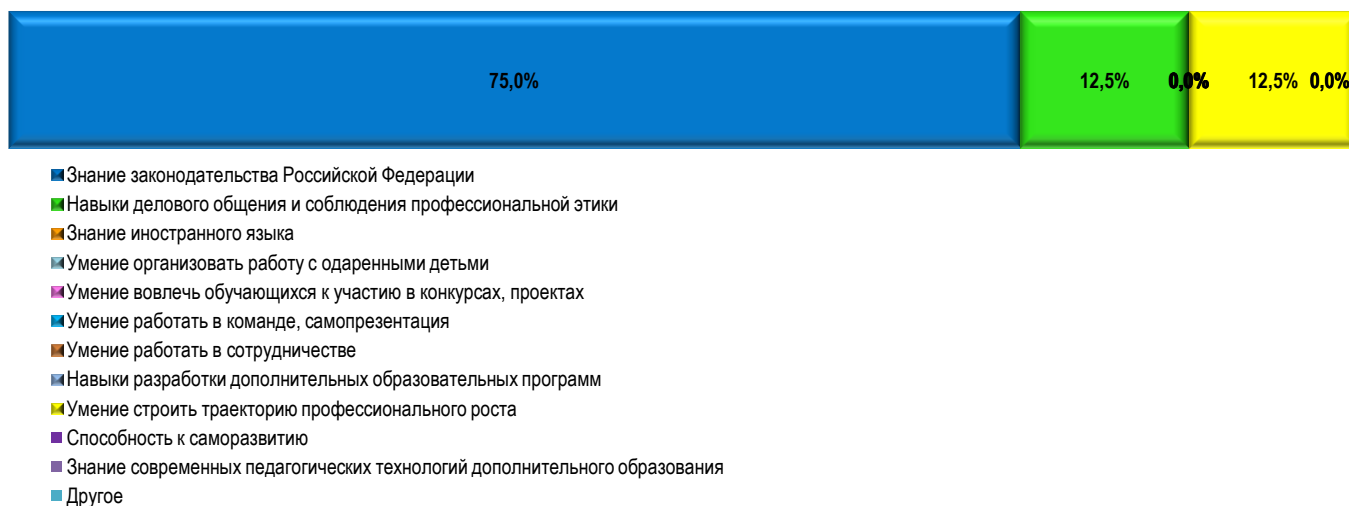 75,0% 12,5% 0,0% 12,5% 0,0%
Знание законодательства Российской Федерации
Навыки делового общения и соблюдения профессиональной этики
Знание иностранного языка
Умение организовать работу с одаренными детьми
Умение вовлечь обучающихся к участию в конкурсах, проектах
Умение работать в команде, самопрезентация
Умение работать в сотрудничестве
Навыки разработки дополнительных образовательных программ
Умение строить траекторию профессионального роста
Способность к саморазвитию
Знание современных педагогических технологий дополнительного образования
Другое